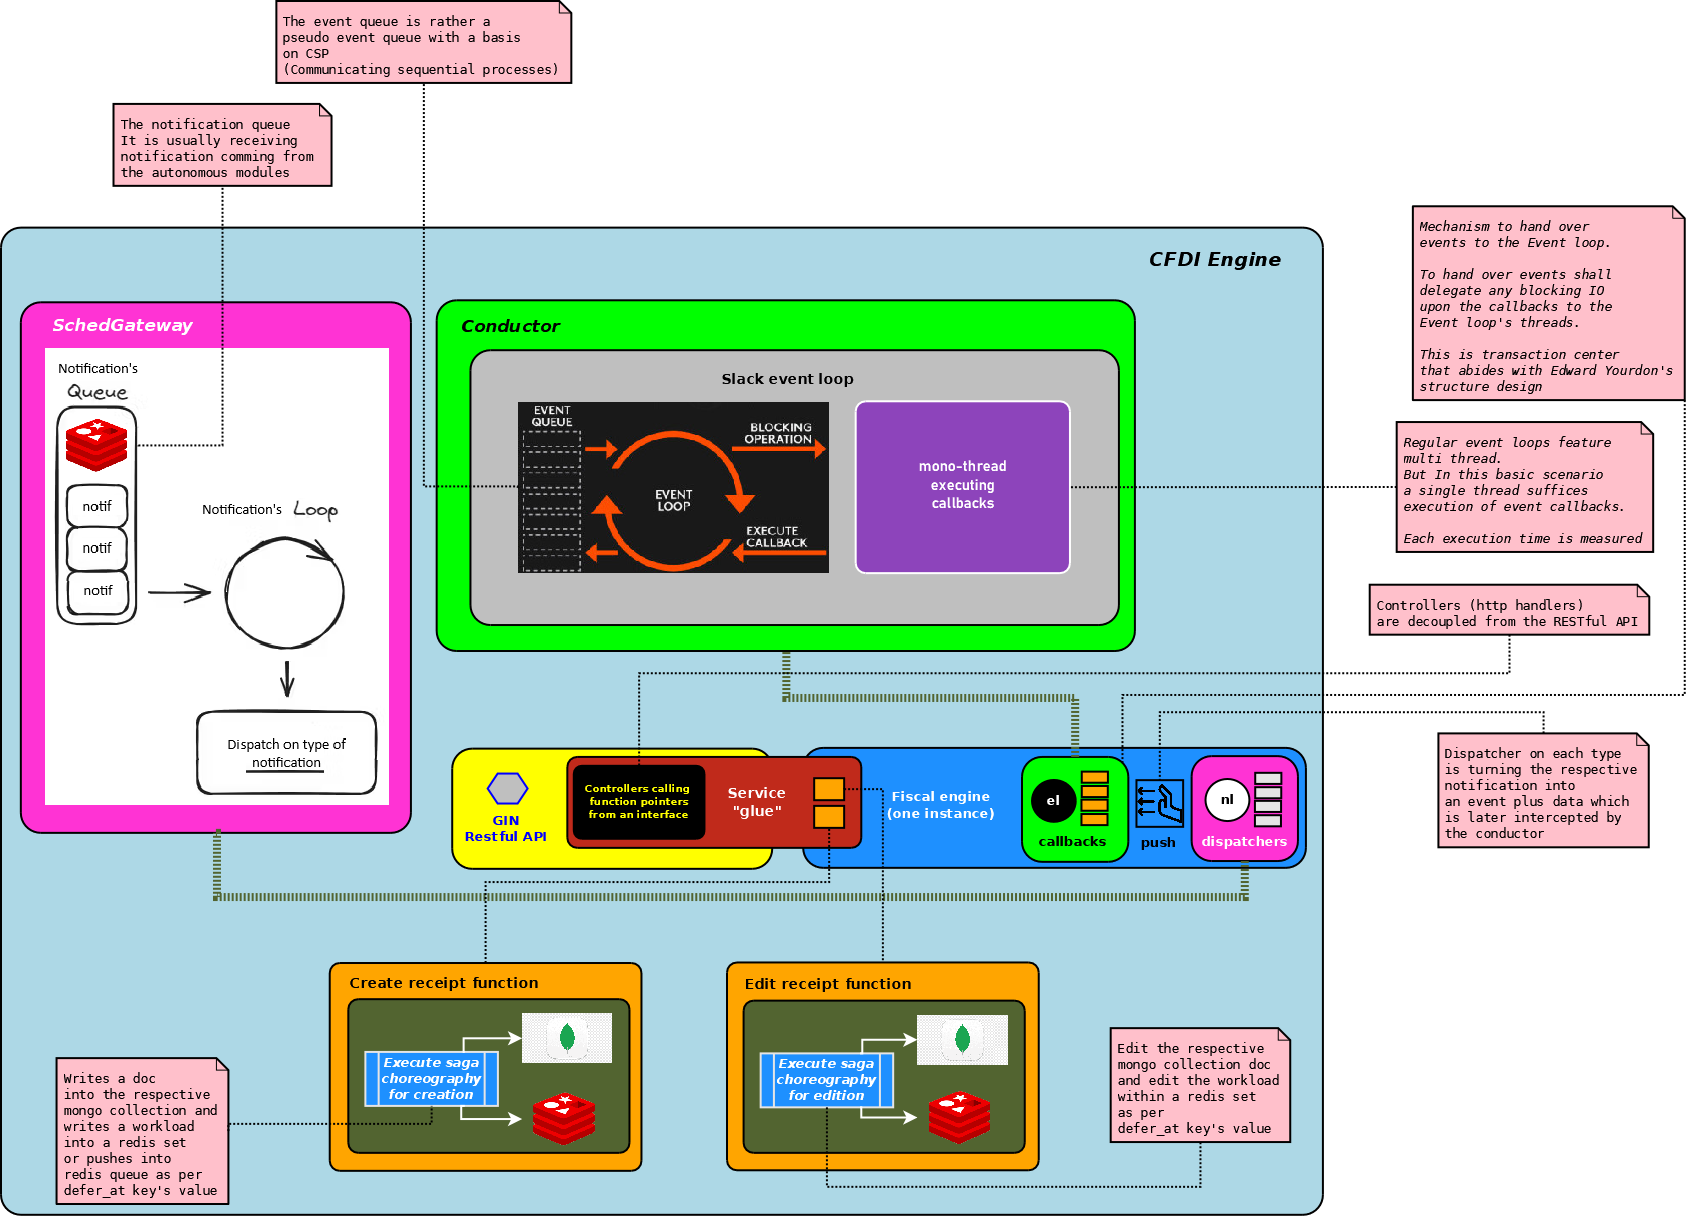 The event queue is rather a
pseudo event queue with a basis
on CSP
(Communicating sequential processes)
The notification queue
It is usually receiving
notification comming from
the autonomous modules
Mechanism to hand over
events to the Event loop.
To hand over events shall
delegate any blocking IO
upon the callbacks to the
Event loop's threads.
This is transaction center
that abides with Edward Yourdon's
structure design
CFDI Engine
SchedGateway
Notification's
Queue
notif
notif
notif
Notification's Loop
Dispatch on type of
notification
Conductor
Slack event loop
EVENT
QUEUE
BLOCKING
OPERATION
EVENT
LOOP
EXECUTE
CALLBACK
mono-thread
executing
callbacks
Regular event loops feature
multi thread.
But In this basic scenario
a single thread suffices
execution of event callbacks.
Each execution time is measured
Controllers (http handlers)
are decoupled from the RESTful API
Dispatcher on each type
is turning the respective
notification into
an event plus data which
is later intercepted by
the conductor
GIN
Restful API
Controllers calling
function pointers
from an interface
Service
"glue"
Fiscal engine
(one instance)
el
callbacks
push
nl
dispatchers
Create receipt function
Execute saga
choreography
for creation
Edit receipt function
Execute saga
choreography
for edition
Writes a doc
into the respective
mongo collection and
writes a workload
into a redis set
or pushes into
redis queue as per
defer_at key's value
Edit the respective
mongo collection doc
and edit the workload
within a redis set
as per
defer_at key's value